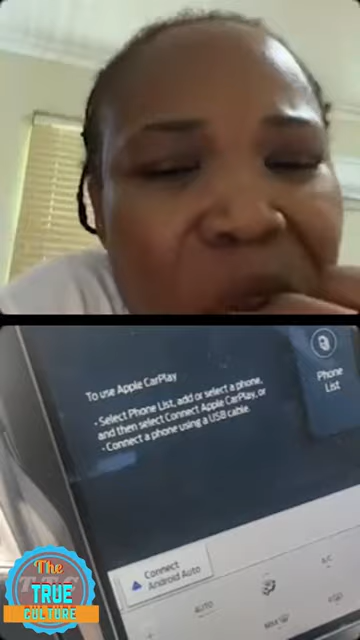 To use Apple CarPlay
- Select Phone List, add or select a phone,
and then select Connect Apple CarPlay, or
- Connect a phone using a USB cable.
Phone
List
Connect
Android Auto
A/C
AUTO
MAX
The
TRUE
CULTURE